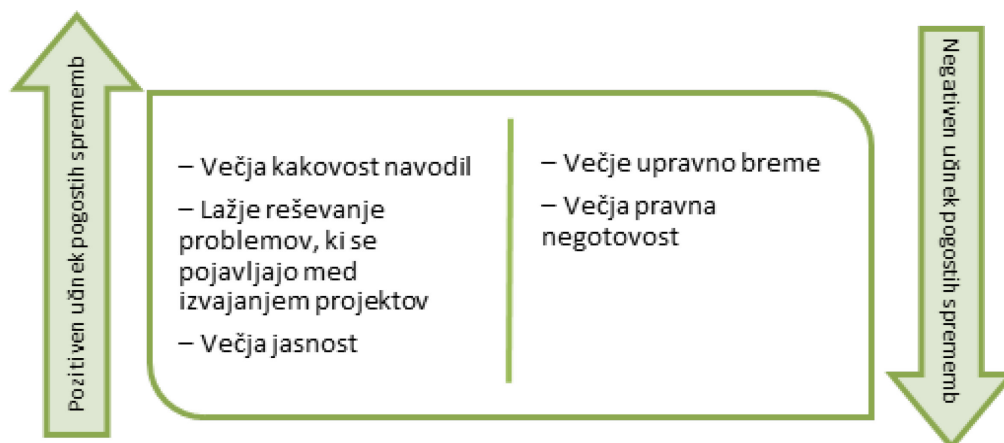 Pozitiven učinek pogostih sprememb
– Večja kakovost navodil
– Lažje reševanje
problemov, ki se
pojavljajo med
izvajanjem projektov
– Večja jasnost
– Večje upravno breme
– Večja pravna
negotovost
Negativen učinek pogostih sprememb